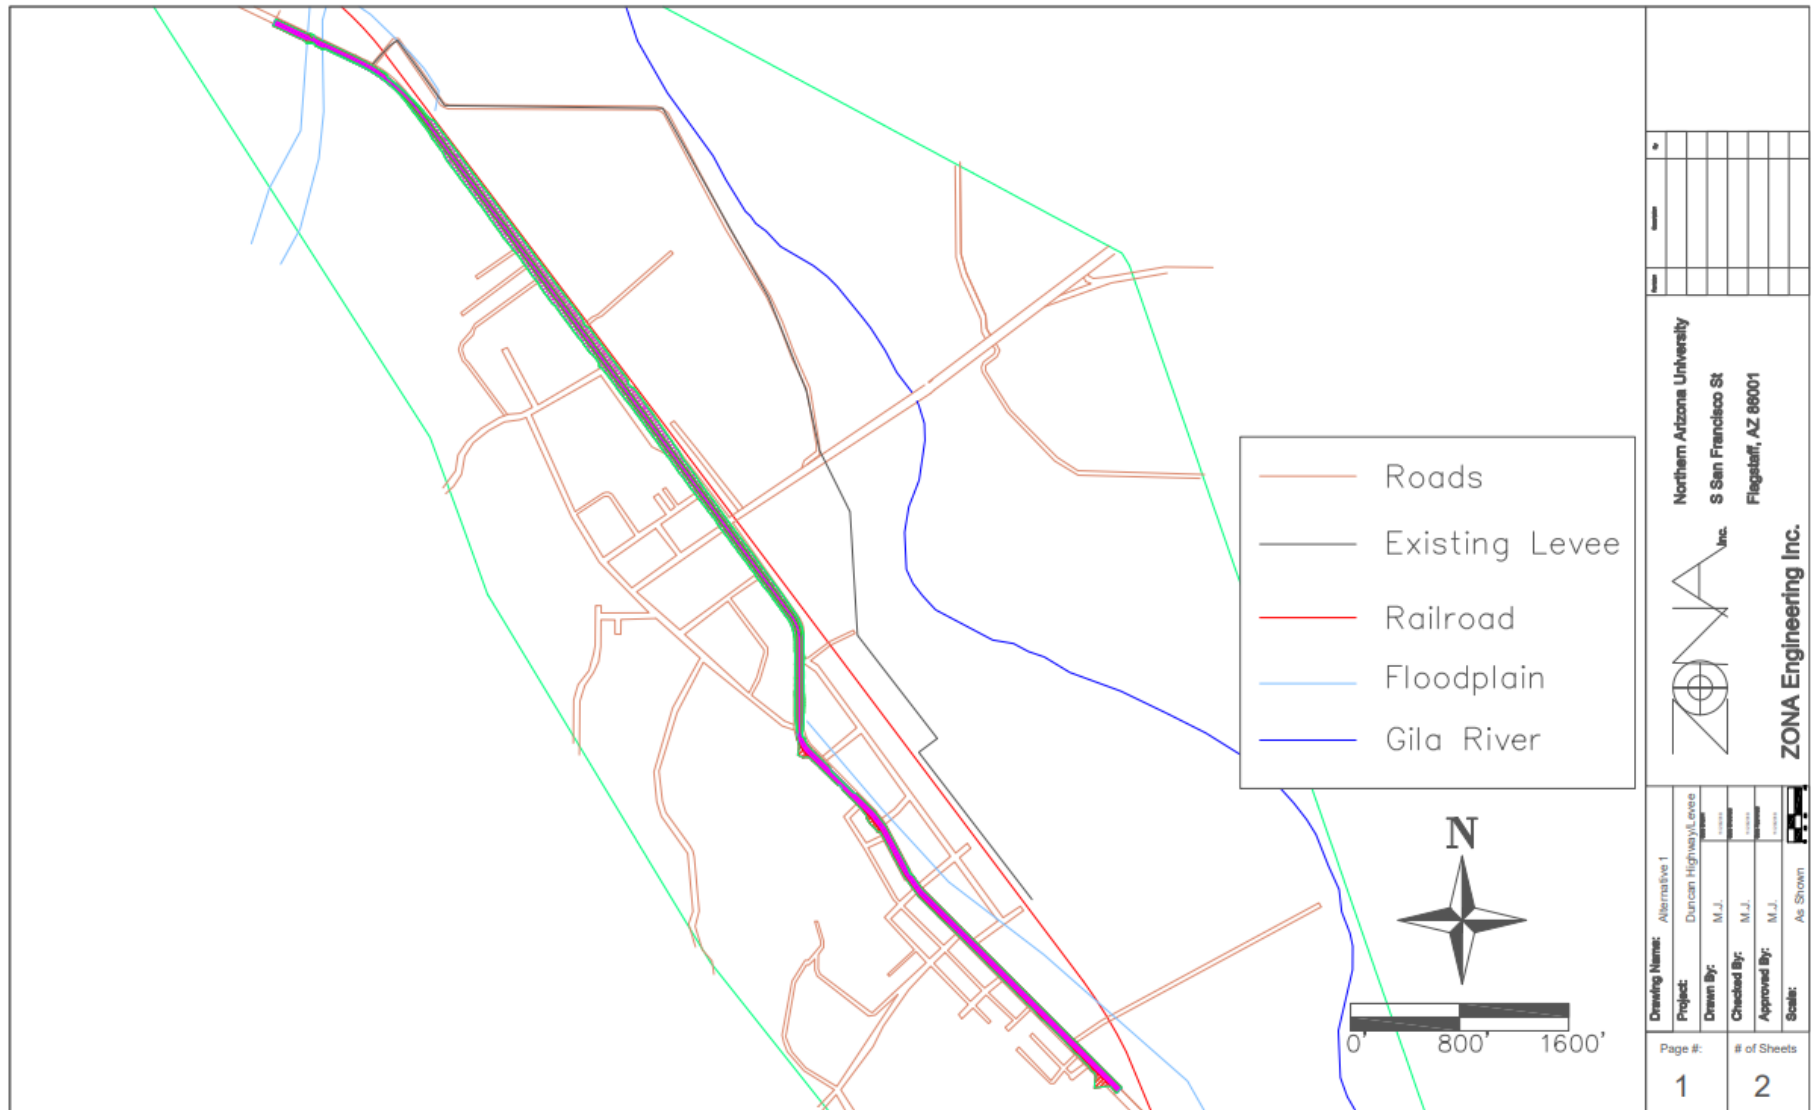 Roads
Existing Levee
Railroad
Floodplain
Gila River
N
0' 800' 1600'
Northern Arizona University
S San Francisco St
Flagstaff, AZ 86001
ZONA Inc.
ZONA Engineering Inc.
Drawing Name: Alternative 1
Project: Duncan Highway/Levee
Drawn By: M.J.
Checked By: M.J.
Approved By: M.J.
Scale: As Shown
Page #: # of Sheets
1 2